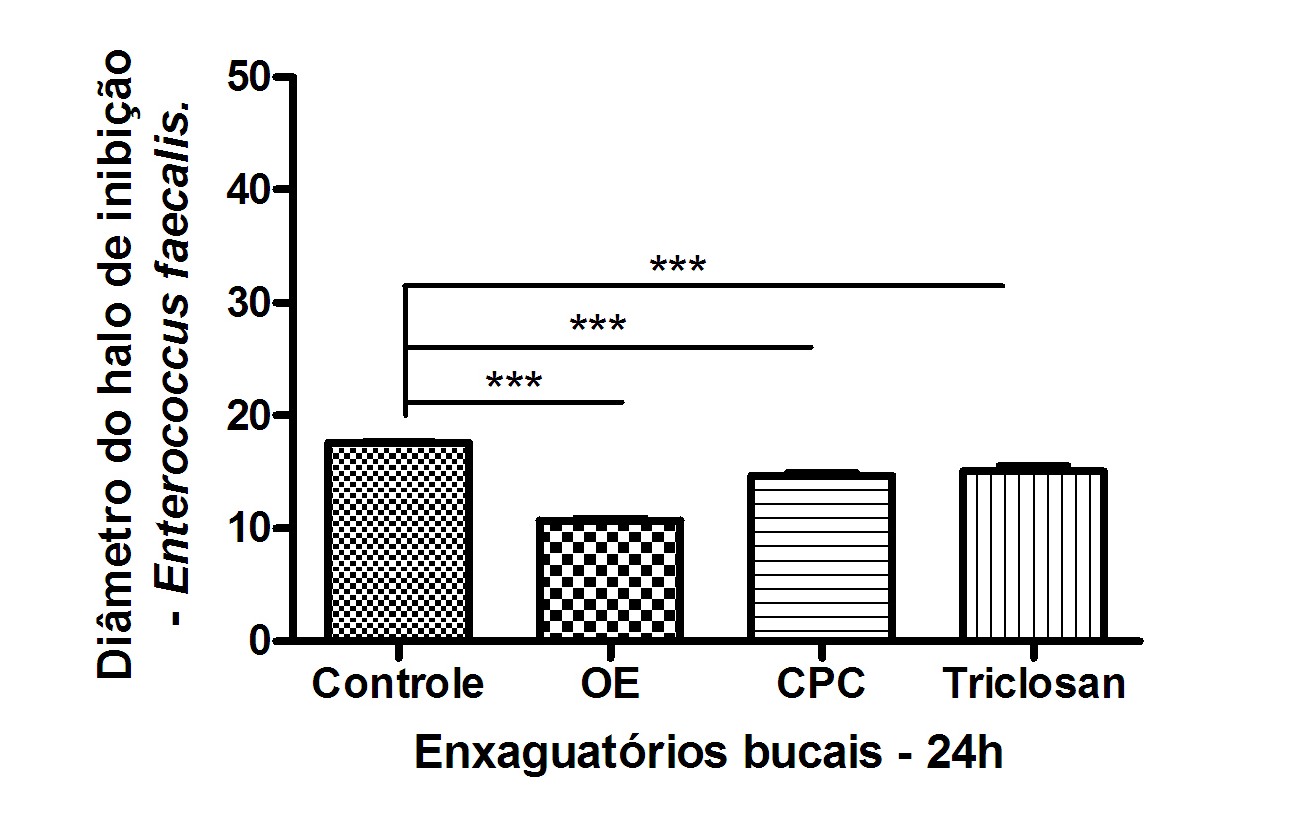 Diâmetro do halo de inibição
- Enterococcus faecalis.
50
40
30
20
10
0
***
***
***
Controle OE CPC Triclosan
Enxaguatórios bucais - 24h